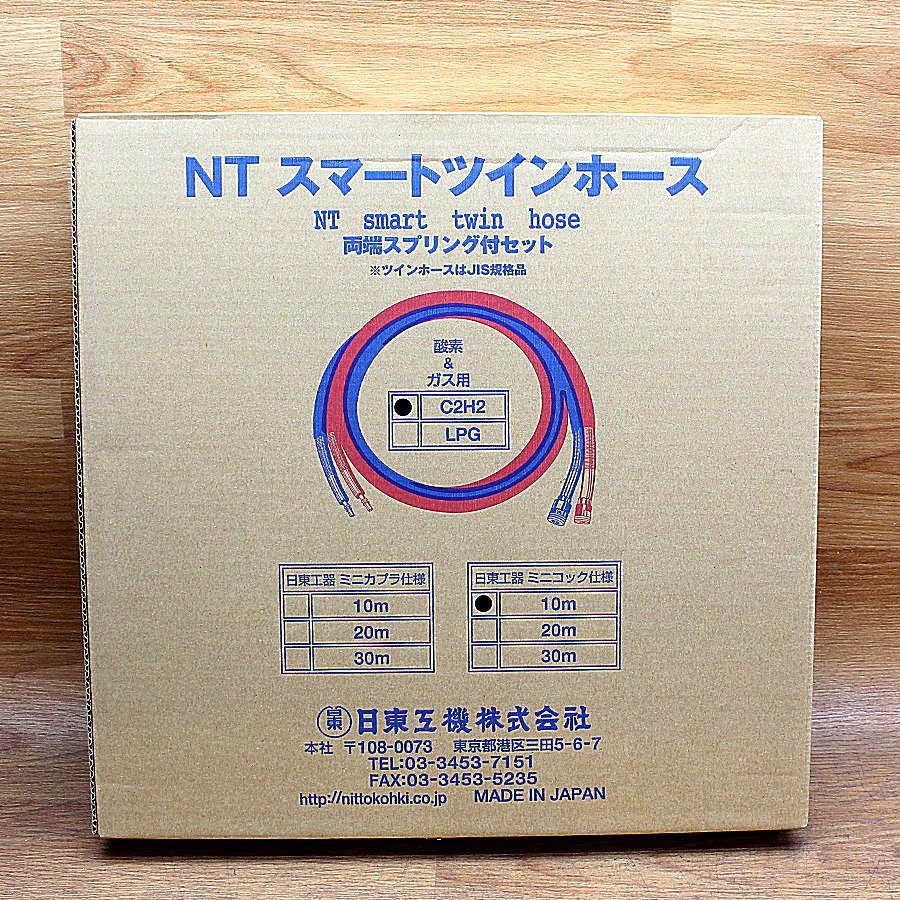 NT スマートツインホース
NT smart twin hose
両端スプリング付セット
※ツインホースはJIS規格品
酸素
&
ガス用
● C2H2
LPG
日東工器 ミニカプラ仕様
10m
20m
30m
日東工器 ミニコック仕様
● 10m
20m
30m
日東工機株式会社
本社 〒108-0073 東京都港区三田5-6-7
TEL:03-3453-7151
FAX:03-3453-5235
http://nittokohki.co.jp MADE IN JAPAN